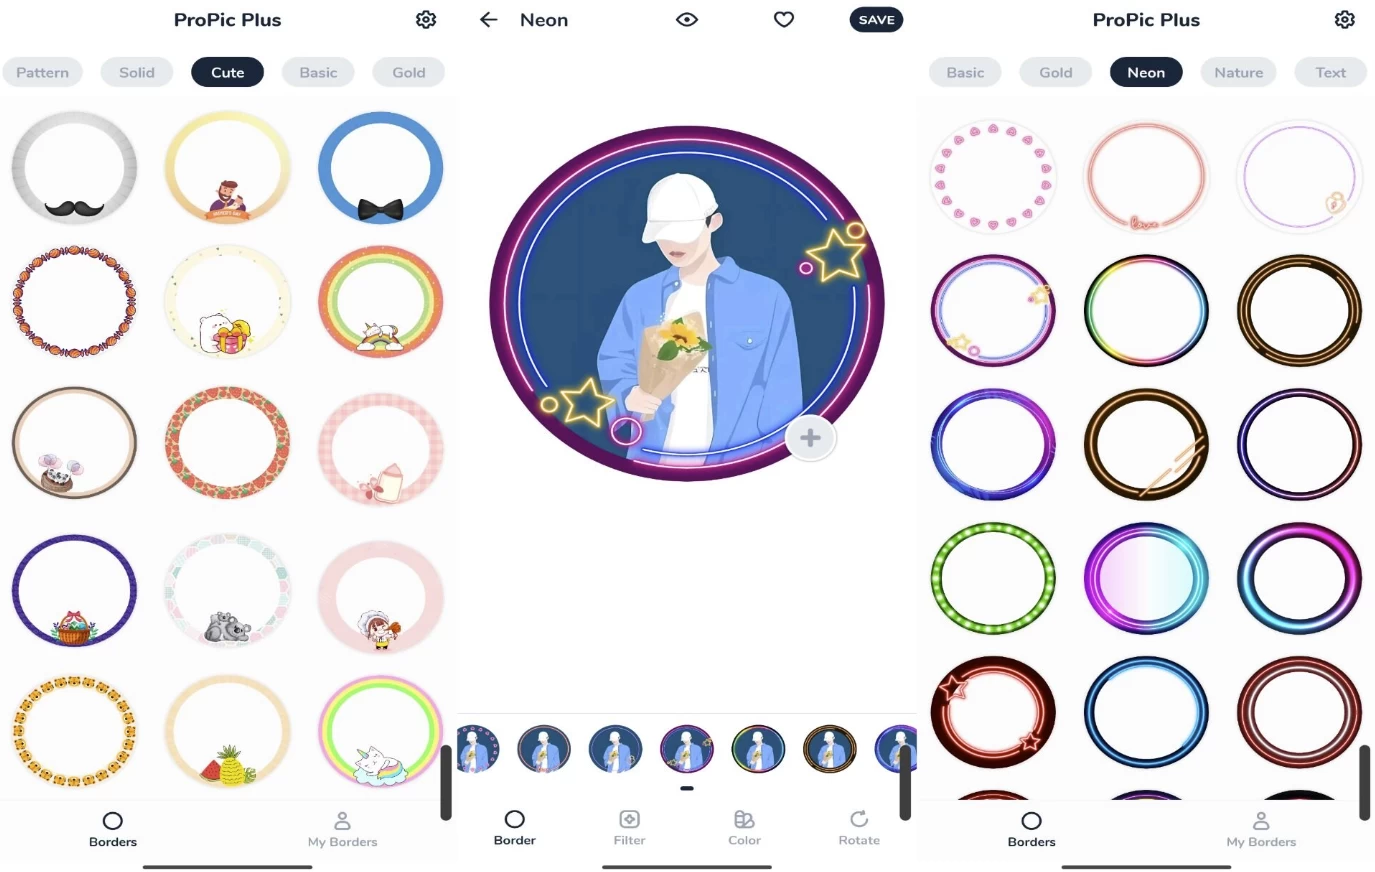 ProPic Plus
Pattern
Solid
Cute
Basic
Gold
Borders
My Borders
Neon
SAVE
Border
Filter
Color
Rotate
ProPic Plus
Basic
Gold
Neon
Nature
Text
love
Borders
My Borders